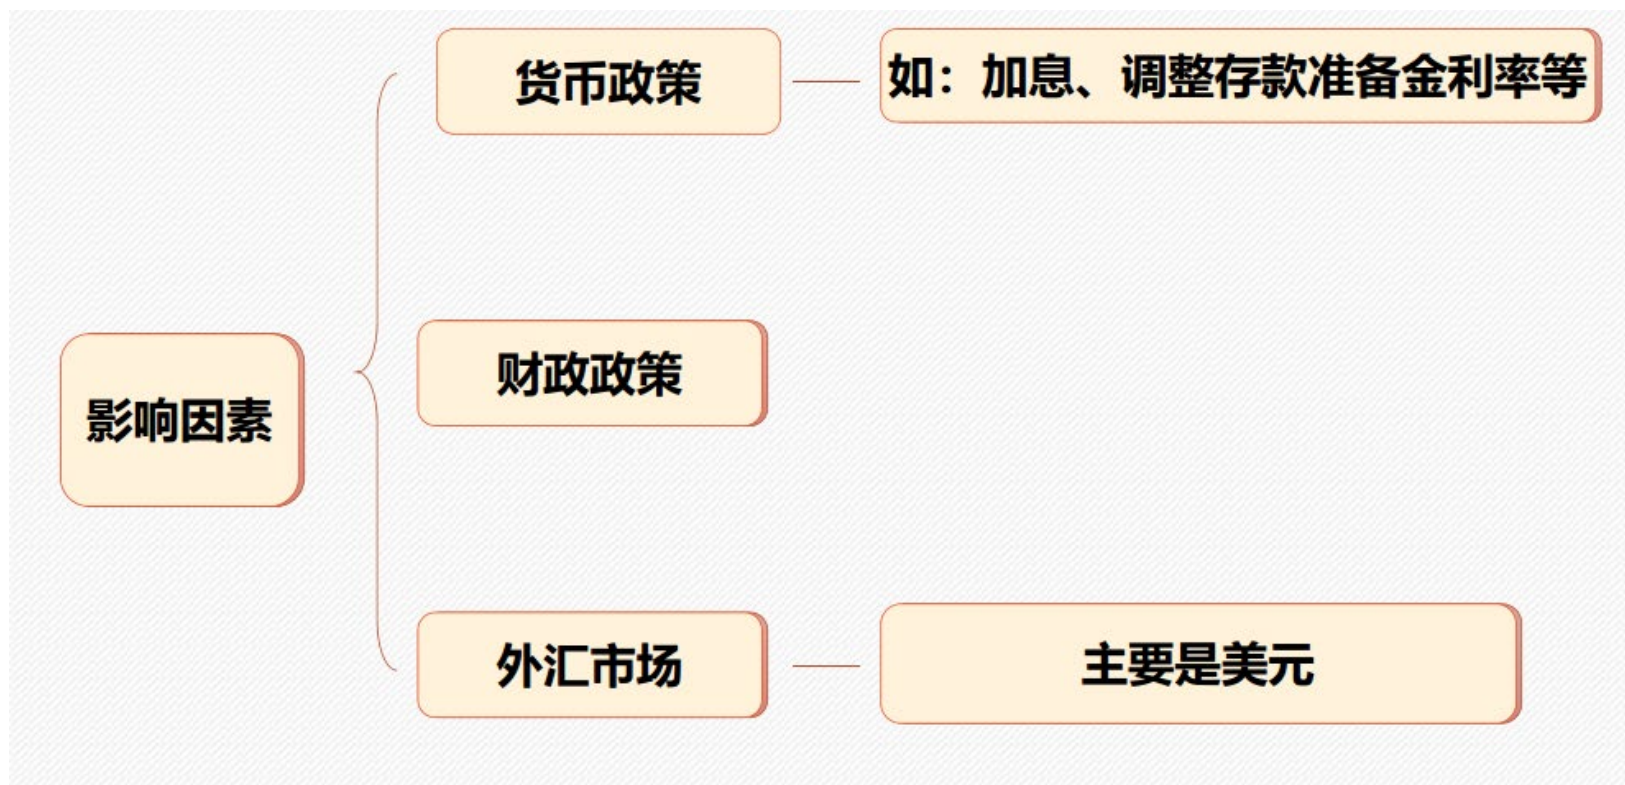 货币政策
如：加息、调整存款准备金利率等
影响因素
财政政策
外汇市场
主要是美元